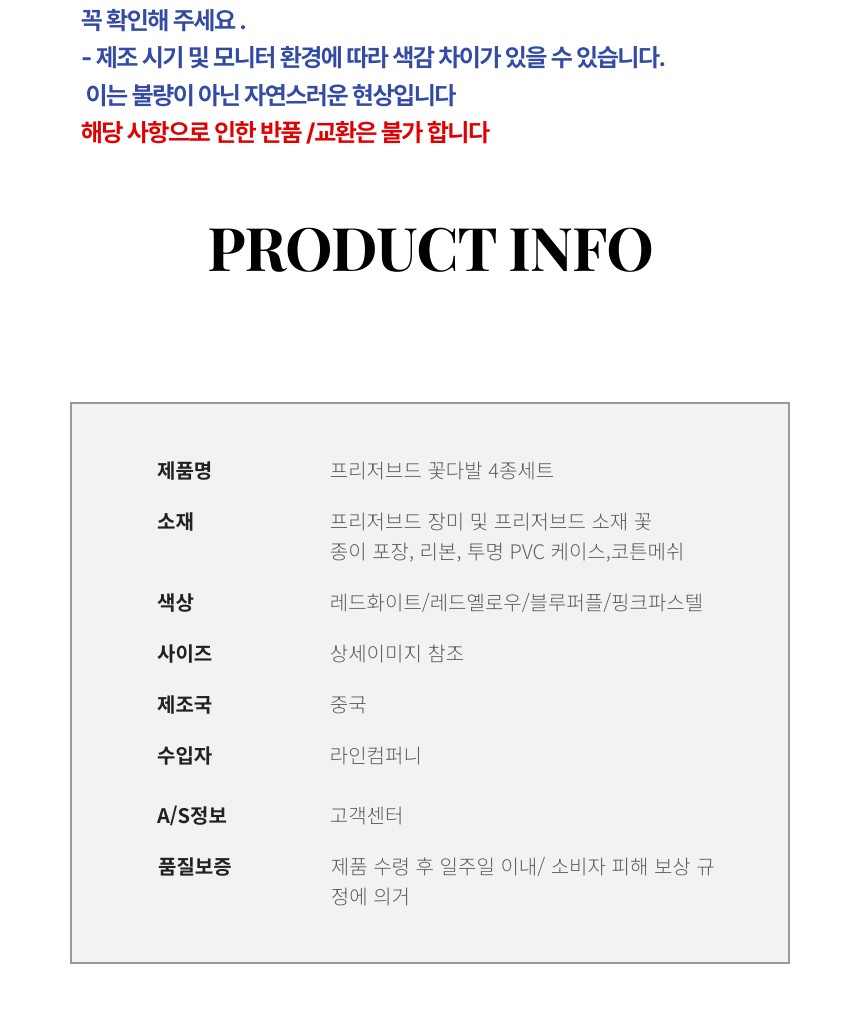 꼭 확인해 주세요 .
- 제조 시기 및 모니터 환경에 따라 색감 차이가 있을 수 있습니다.
이는 불량이 아닌 자연스러운 현상입니다
해당 사항으로 인한 반품 /교환은 불가 합니다
PRODUCT INFO
제품명 프리저브드 꽃다발 4종세트
소재 프리저브드 장미 및 프리저브드 소재 꽃
종이 포장, 리본, 투명 PVC 케이스,코튼메쉬
색상 레드화이트/레드옐로우/블루퍼플/핑크파스텔
사이즈 상세이미지 참조
제조국 중국
수입자 라인컴퍼니
A/S정보 고객센터
품질보증 제품 수령 후 일주일 이내/ 소비자 피해 보상 규
정에 의거